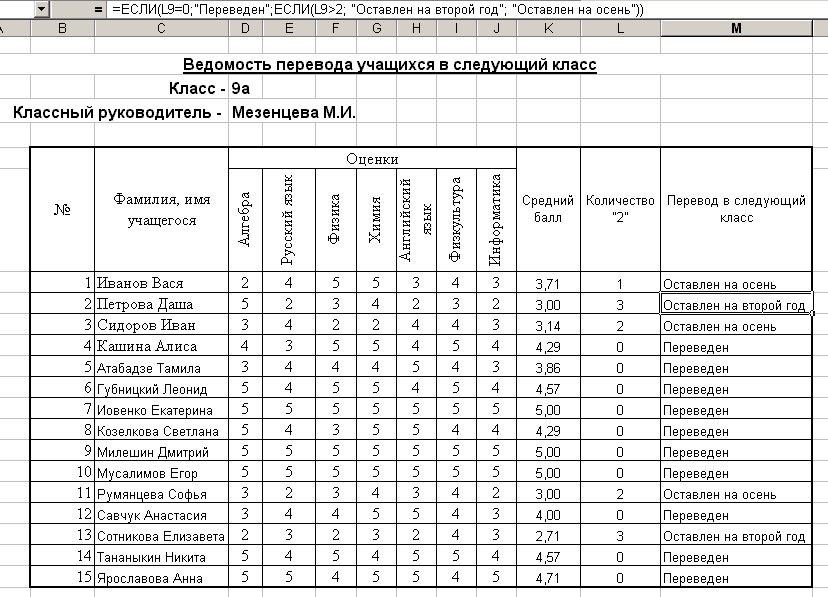 =ЕСЛИ(L9=0;"Переведен";ЕСЛИ(L9>2; "Оставлен на второй год"; "Оставлен на осень"))
B C D E F G H I J K L M
Ведомость перевода учащихся в следующий класс
Класс - 9а
Классный руководитель - Мезенцева М.И.
№ Фамилия, имя учащегося Оценки Средний балл Количество "2" Перевод в следующий класс
Алгебра Русский язык Физика Химия Английский язык Физкультура Информатика
1 Иванов Вася 2 4 5 5 3 4 3 3,71 1 Оставлен на осень
2 Петрова Даша 5 2 3 4 2 3 2 3,00 3 Оставлен на второй год
3 Сидоров Иван 3 4 2 2 4 4 3 3,14 2 Оставлен на осень
4 Кашина Алиса 4 3 5 5 4 5 4 4,29 0 Переведен
5 Атабадзе Тамила 3 4 4 4 5 4 3 3,86 0 Переведен
6 Губницкий Леонид 5 4 5 5 4 5 4 4,57 0 Переведен
7 Иовенко Екатерина 5 5 5 5 5 5 5 5,00 0 Переведен
8 Козелкова Светлана 5 4 3 5 5 4 4 4,29 0 Переведен
9 Милешин Дмитрий 5 5 5 5 5 5 5 5,00 0 Переведен
10 Мусалимов Егор 5 5 5 5 5 5 5 5,00 0 Переведен
11 Румянцева Софья 3 2 3 4 3 4 2 3,00 2 Оставлен на осень
12 Савчук Анастасия 3 4 4 5 5 4 3 4,00 0 Переведен
13 Сотникова Елизавета 2 3 2 3 2 4 3 2,71 3 Оставлен на второй год
14 Тананыкин Никита 5 4 5 4 5 5 4 4,57 0 Переведен
15 Ярославова Анна 5 5 4 5 5 4 5 4,71 0 Переведен